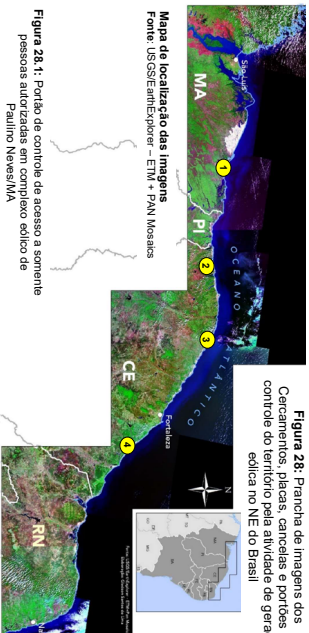 Figura 28: Prancha de imagens dos
Cercamentos, placas, cancelas e portões
controle do território pela atividade de gera
eólica no NE do Brasil
São Luís
MA
PI
CE
RN
Fortaleza
OCEANO ATLÂNTICO
1
2
3
4
N
Mapa de localização das imagens
Fonte: USGS/EarthExplorer – ETM + PAN Mosaics
Figura 28.1: Portão de controle de acesso a somente
pessoas autorizadas em complexo eólico de
Paulino Neves/MA